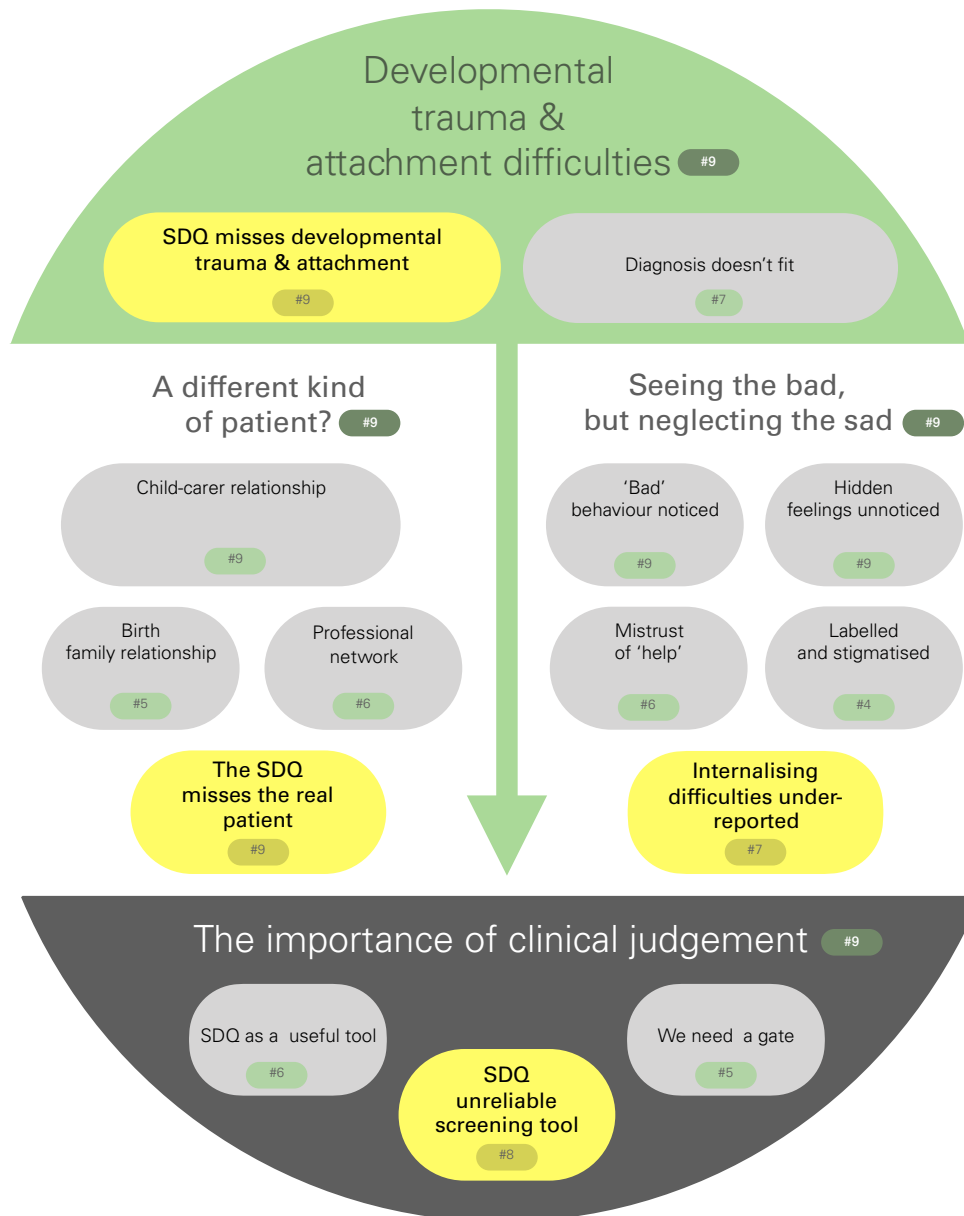 Developmental
trauma &
attachment difficulties #9
SDQ misses developmental
trauma & attachment
#9
Diagnosis doesn't fit
#7
A different kind
of patient? #9
Child-carer relationship
#9
Birth
family relationship
#5
Professional
network
#6
The SDQ
misses the real
patient
#9
Seeing the bad,
but neglecting the sad #9
‘Bad’
behaviour noticed
#9
Hidden
feelings unnoticed
#9
Mistrust
of ‘help’
#6
Labelled
and stigmatised
#4
Internalising
difficulties under-
reported
#7
The importance of clinical judgement #9
SDQ as a useful tool
#6
SDQ
unreliable
screening tool
#8
We need a gate
#5